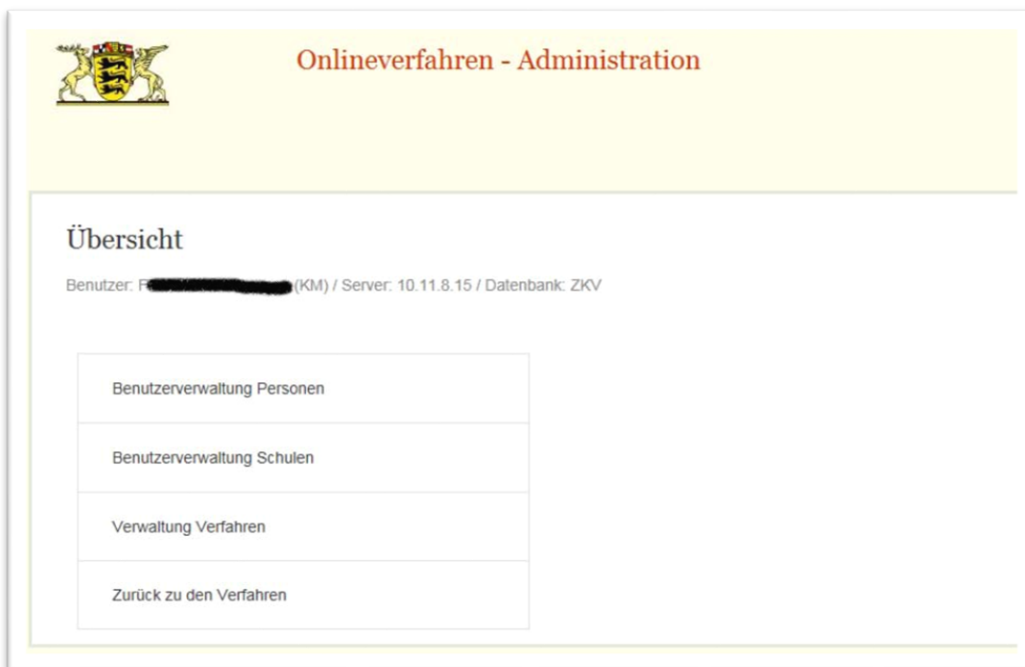 Onlineverfahren - Administration
Übersicht
Benutzer: (KM) / Server: 10.11.8.15 / Datenbank: ZKV
Benutzerverwaltung Personen
Benutzerverwaltung Schulen
Verwaltung Verfahren
Zurück zu den Verfahren